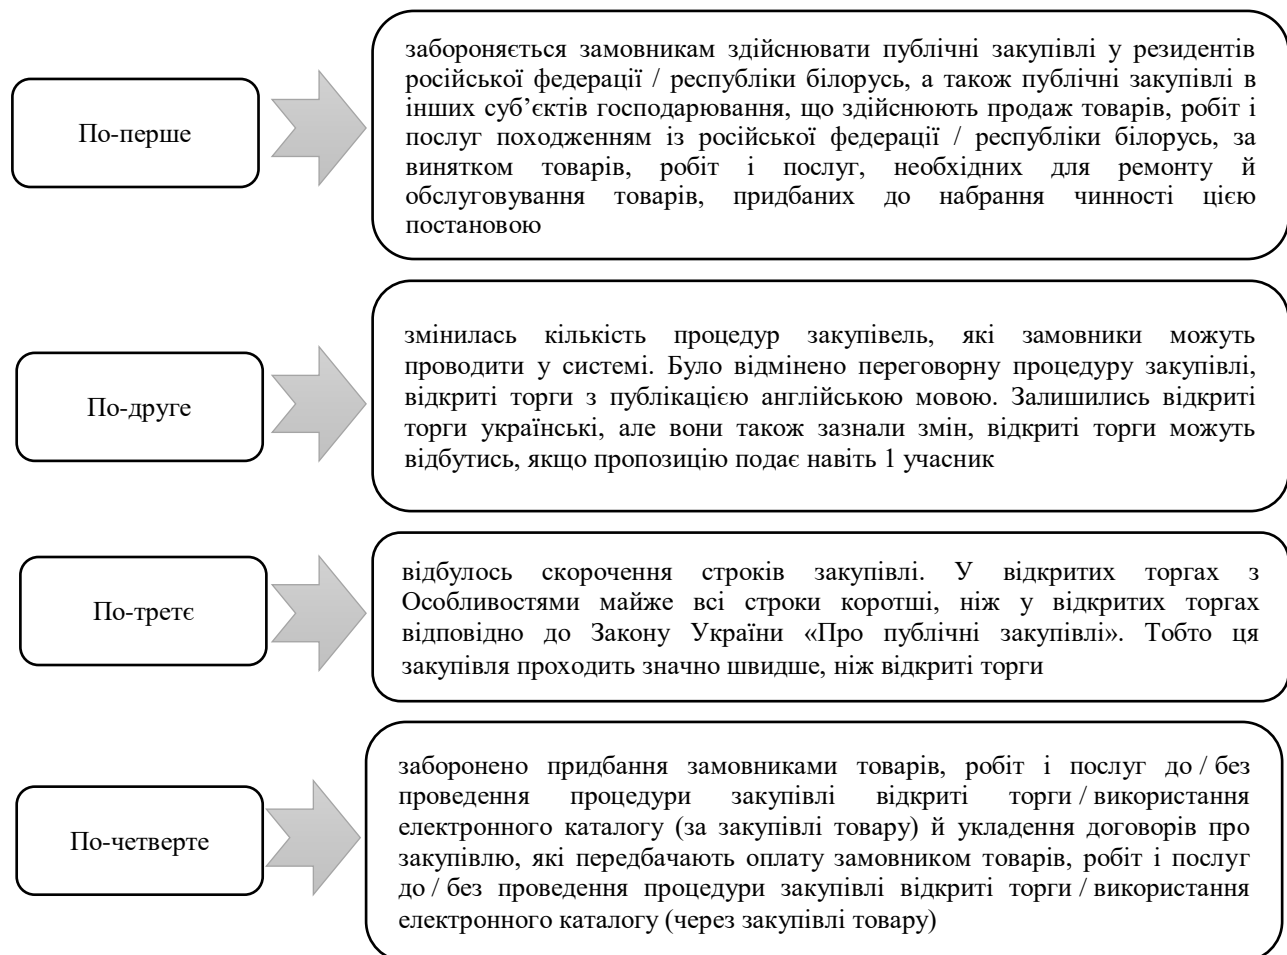 По-перше
забороняється замовникам здійснювати публічні закупівлі у резидентів
російської федерації / республіки білорусь, а також публічні закупівлі в
інших суб’єктів господарювання, що здійснюють продаж товарів, робіт і
послуг походженням із російської федерації / республіки білорусь, за
винятком товарів, робіт і послуг, необхідних для ремонту й
обслуговування товарів, придбаних до набрання чинності цією
постановою
По-друге
змінилась кількість процедур закупівель, які замовники можуть
проводити у системі. Було відмінено переговорну процедуру закупівлі,
відкриті торги з публікацією англійською мовою. Залишились відкриті
торги українські, але вони також зазнали змін, відкриті торги можуть
відбутись, якщо пропозицію подає навіть 1 учасник
По-третє
відбулось скорочення строків закупівлі. У відкритих торгах з
Особливостями майже всі строки коротші, ніж у відкритих торгах
відповідно до Закону України «Про публічні закупівлі». Тобто ця
закупівля проходить значно швидше, ніж відкриті торги
По-четверте
заборонено придбання замовниками товарів, робіт і послуг до / без
проведення процедури закупівлі відкриті торги / використання
електронного каталогу (за закупівлі товару) й укладення договорів про
закупівлю, які передбачають оплату замовником товарів, робіт і послуг
до / без проведення процедури закупівлі відкриті торги / використання
електронного каталогу (через закупівлі товару)